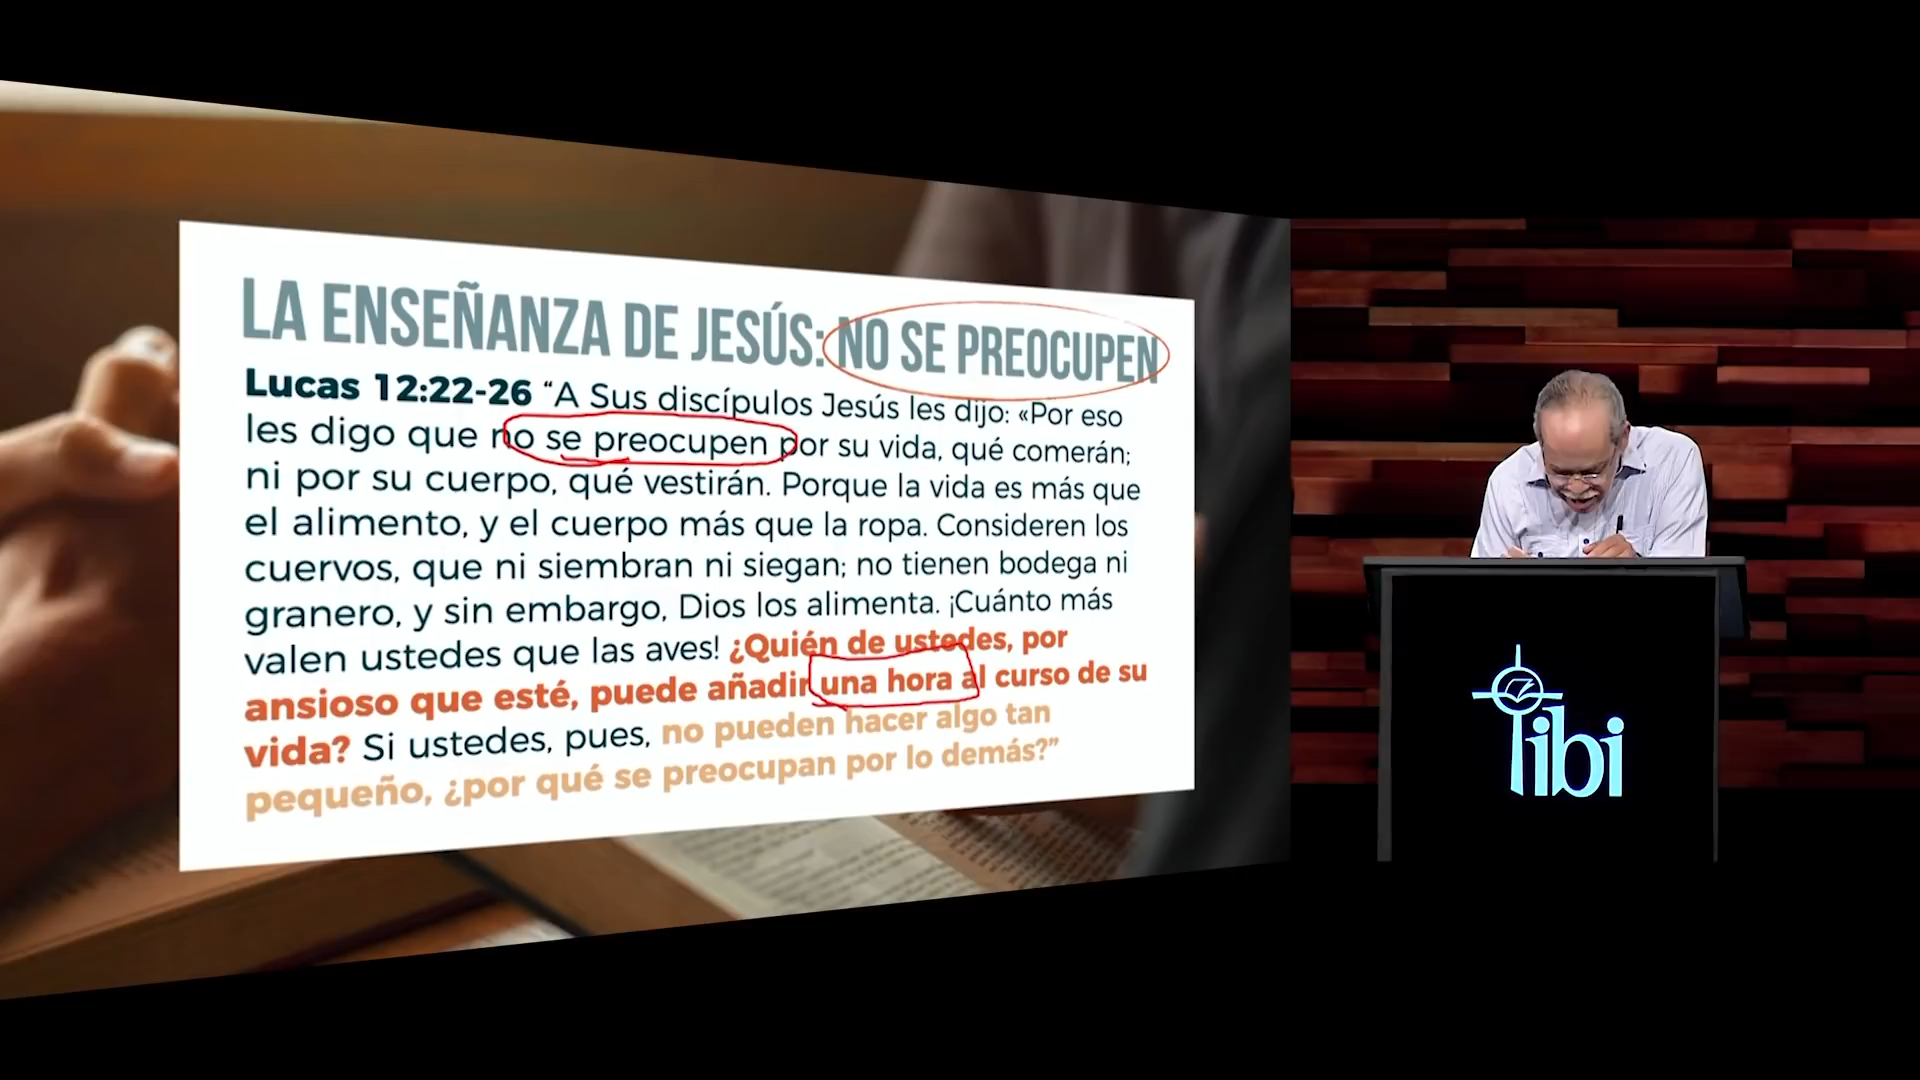 LA ENSEÑANZA DE JESÚS: NO SE PREOCUPEN
Lucas 12:22-26 “A Sus discípulos Jesús les dijo: «Por eso
les digo que no se preocupen por su vida, qué comerán;
ni por su cuerpo, qué vestirán. Porque la vida es más que
el alimento, y el cuerpo más que la ropa. Consideren los
cuervos, que ni siembran ni siegan; no tienen bodega ni
granero, y sin embargo, Dios los alimenta. ¡Cuánto más
valen ustedes que las aves! ¿Quién de ustedes, por
ansioso que esté, puede añadir una hora al curso de su
vida? Si ustedes, pues, no pueden hacer algo tan
pequeño, ¿por qué se preocupan por lo demás?”
ibi